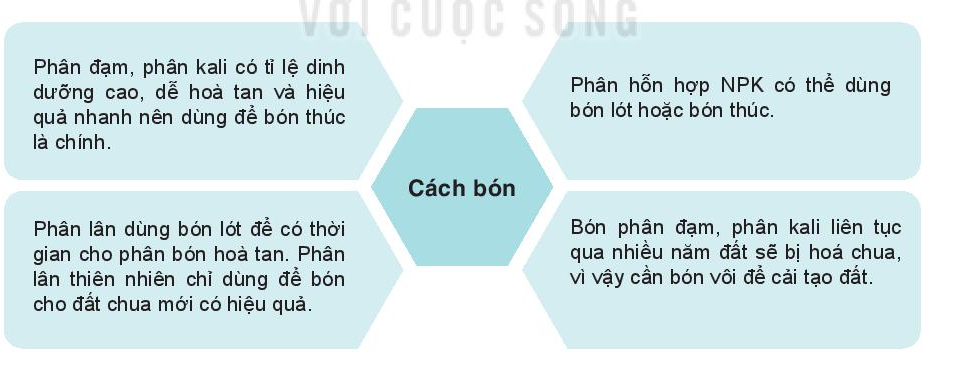 VỚI CUỘC SỐNG
Phân đạm, phân kali có tỉ lệ dinh
dưỡng cao, dễ hoà tan và hiệu
quả nhanh nên dùng để bón thúc
là chính.
Phân hỗn hợp NPK có thể dùng
bón lót hoặc bón thúc.
Cách bón
Phân lân dùng bón lót để có thời
gian cho phân bón hoà tan. Phân
lân thiên nhiên chỉ dùng để bón
cho đất chua mới có hiệu quả.
Bón phân đạm, phân kali liên tục
qua nhiều năm đất sẽ bị hoá chua,
vì vậy cần bón vôi để cải tạo đất.